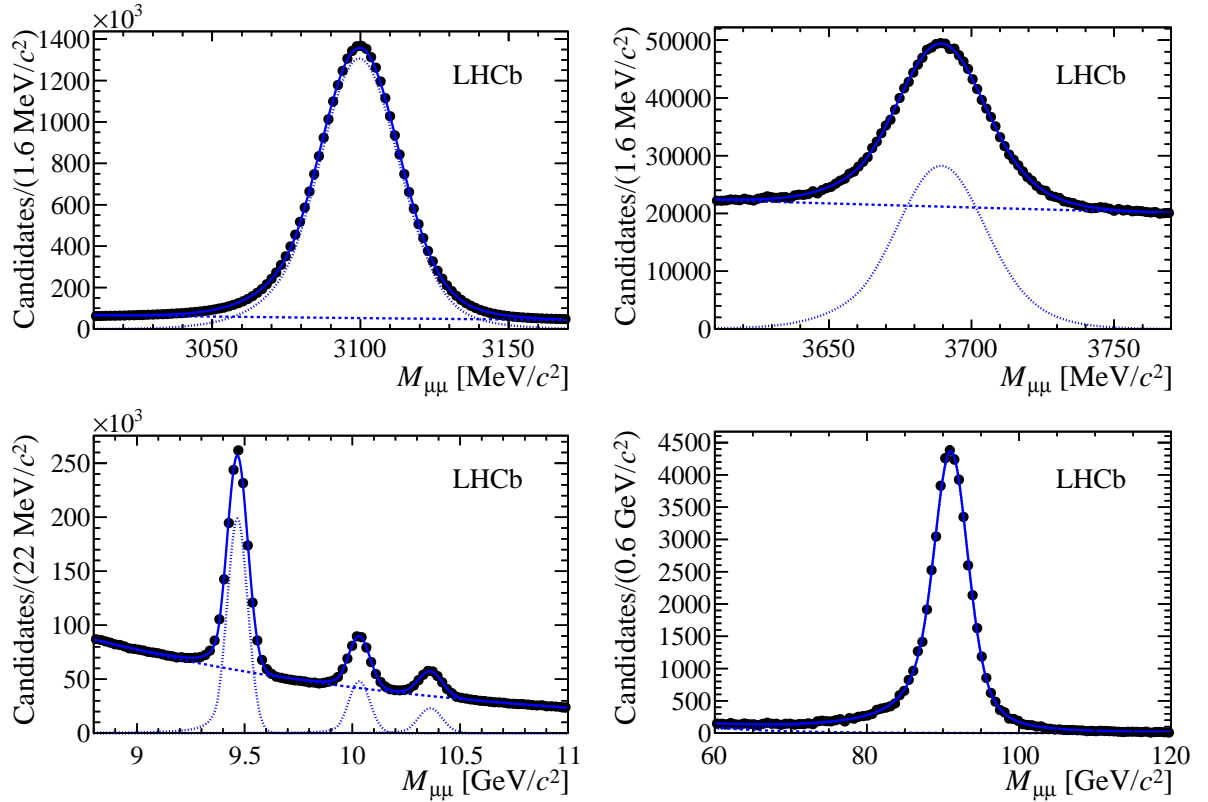 ×10³
1400
1200
1000
800
600
400
200
0
Candidates/(1.6 MeV/c²)
LHCb
3050 3100 3150
Mμμ [MeV/c²]
50000
40000
30000
20000
10000
0
Candidates/(1.6 MeV/c²)
LHCb
3650 3700 3750
Mμμ [MeV/c²]
×10³
250
200
150
100
50
0
Candidates/(22 MeV/c²)
LHCb
9 9.5 10 10.5 11
Mμμ [GeV/c²]
4500
4000
3500
3000
2500
2000
1500
1000
500
0
Candidates/(0.6 GeV/c²)
LHCb
60 80 100 120
Mμμ [GeV/c²]